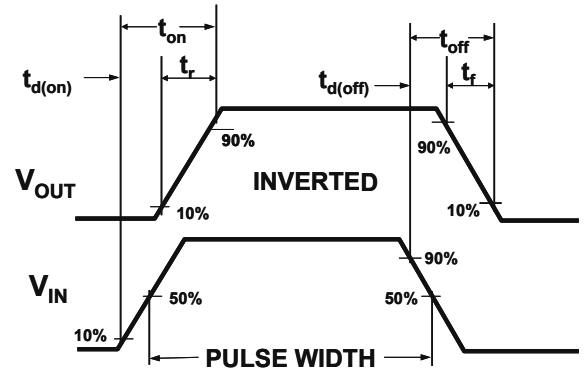 t_on
t_off
t_d(on)
t_r
t_d(off)
t_f
90%
90%
V_OUT
INVERTED
10%
10%
90%
V_IN
50%
50%
10%
PULSE WIDTH